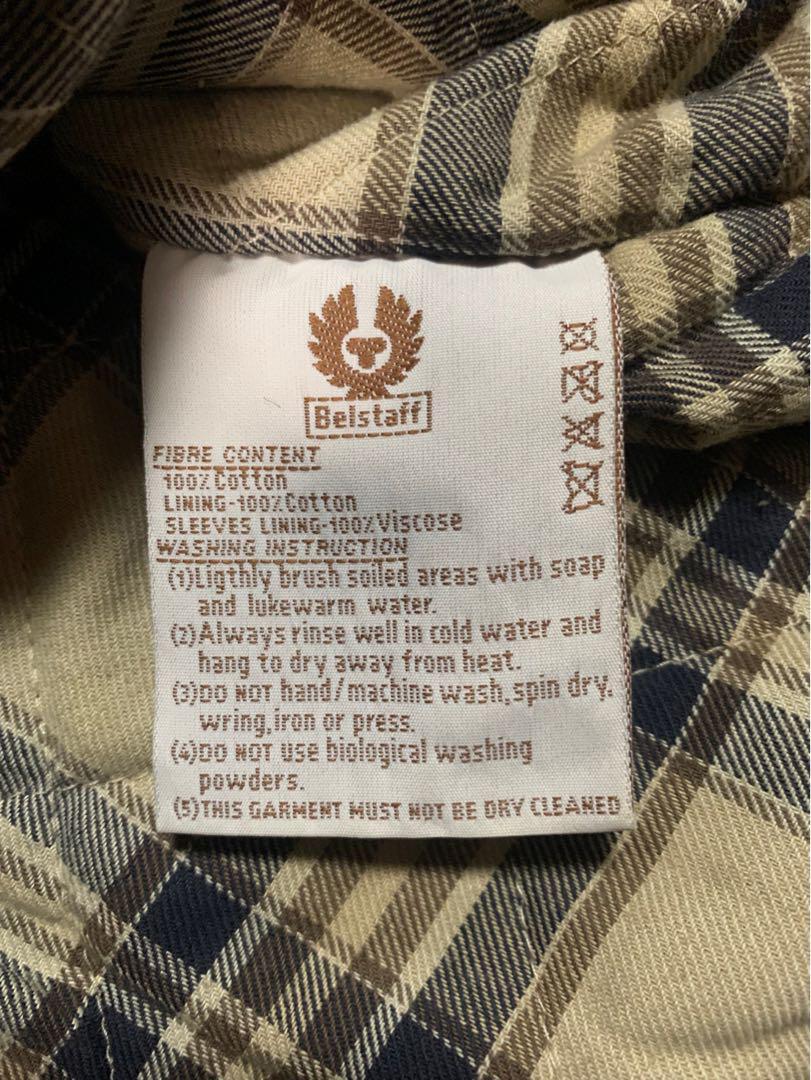 Belstaff
FIBRE CONTENT
100% Cotton
LINING-100%Cotton
SLEEVES LINING-100%Viscose
WASHING INSTRUCTION
(1)Ligthly brush soiled areas with soap
and lukewarm water.
(2)Always rinse well in cold water and
hang to dry away from heat.
(3)DO NOT hand/machine wash,spin dry.
wring,iron or press.
(4)DO NOT use biological washing
powders.
(5)THIS GARMENT MUST NOT BE DRY CLEANED